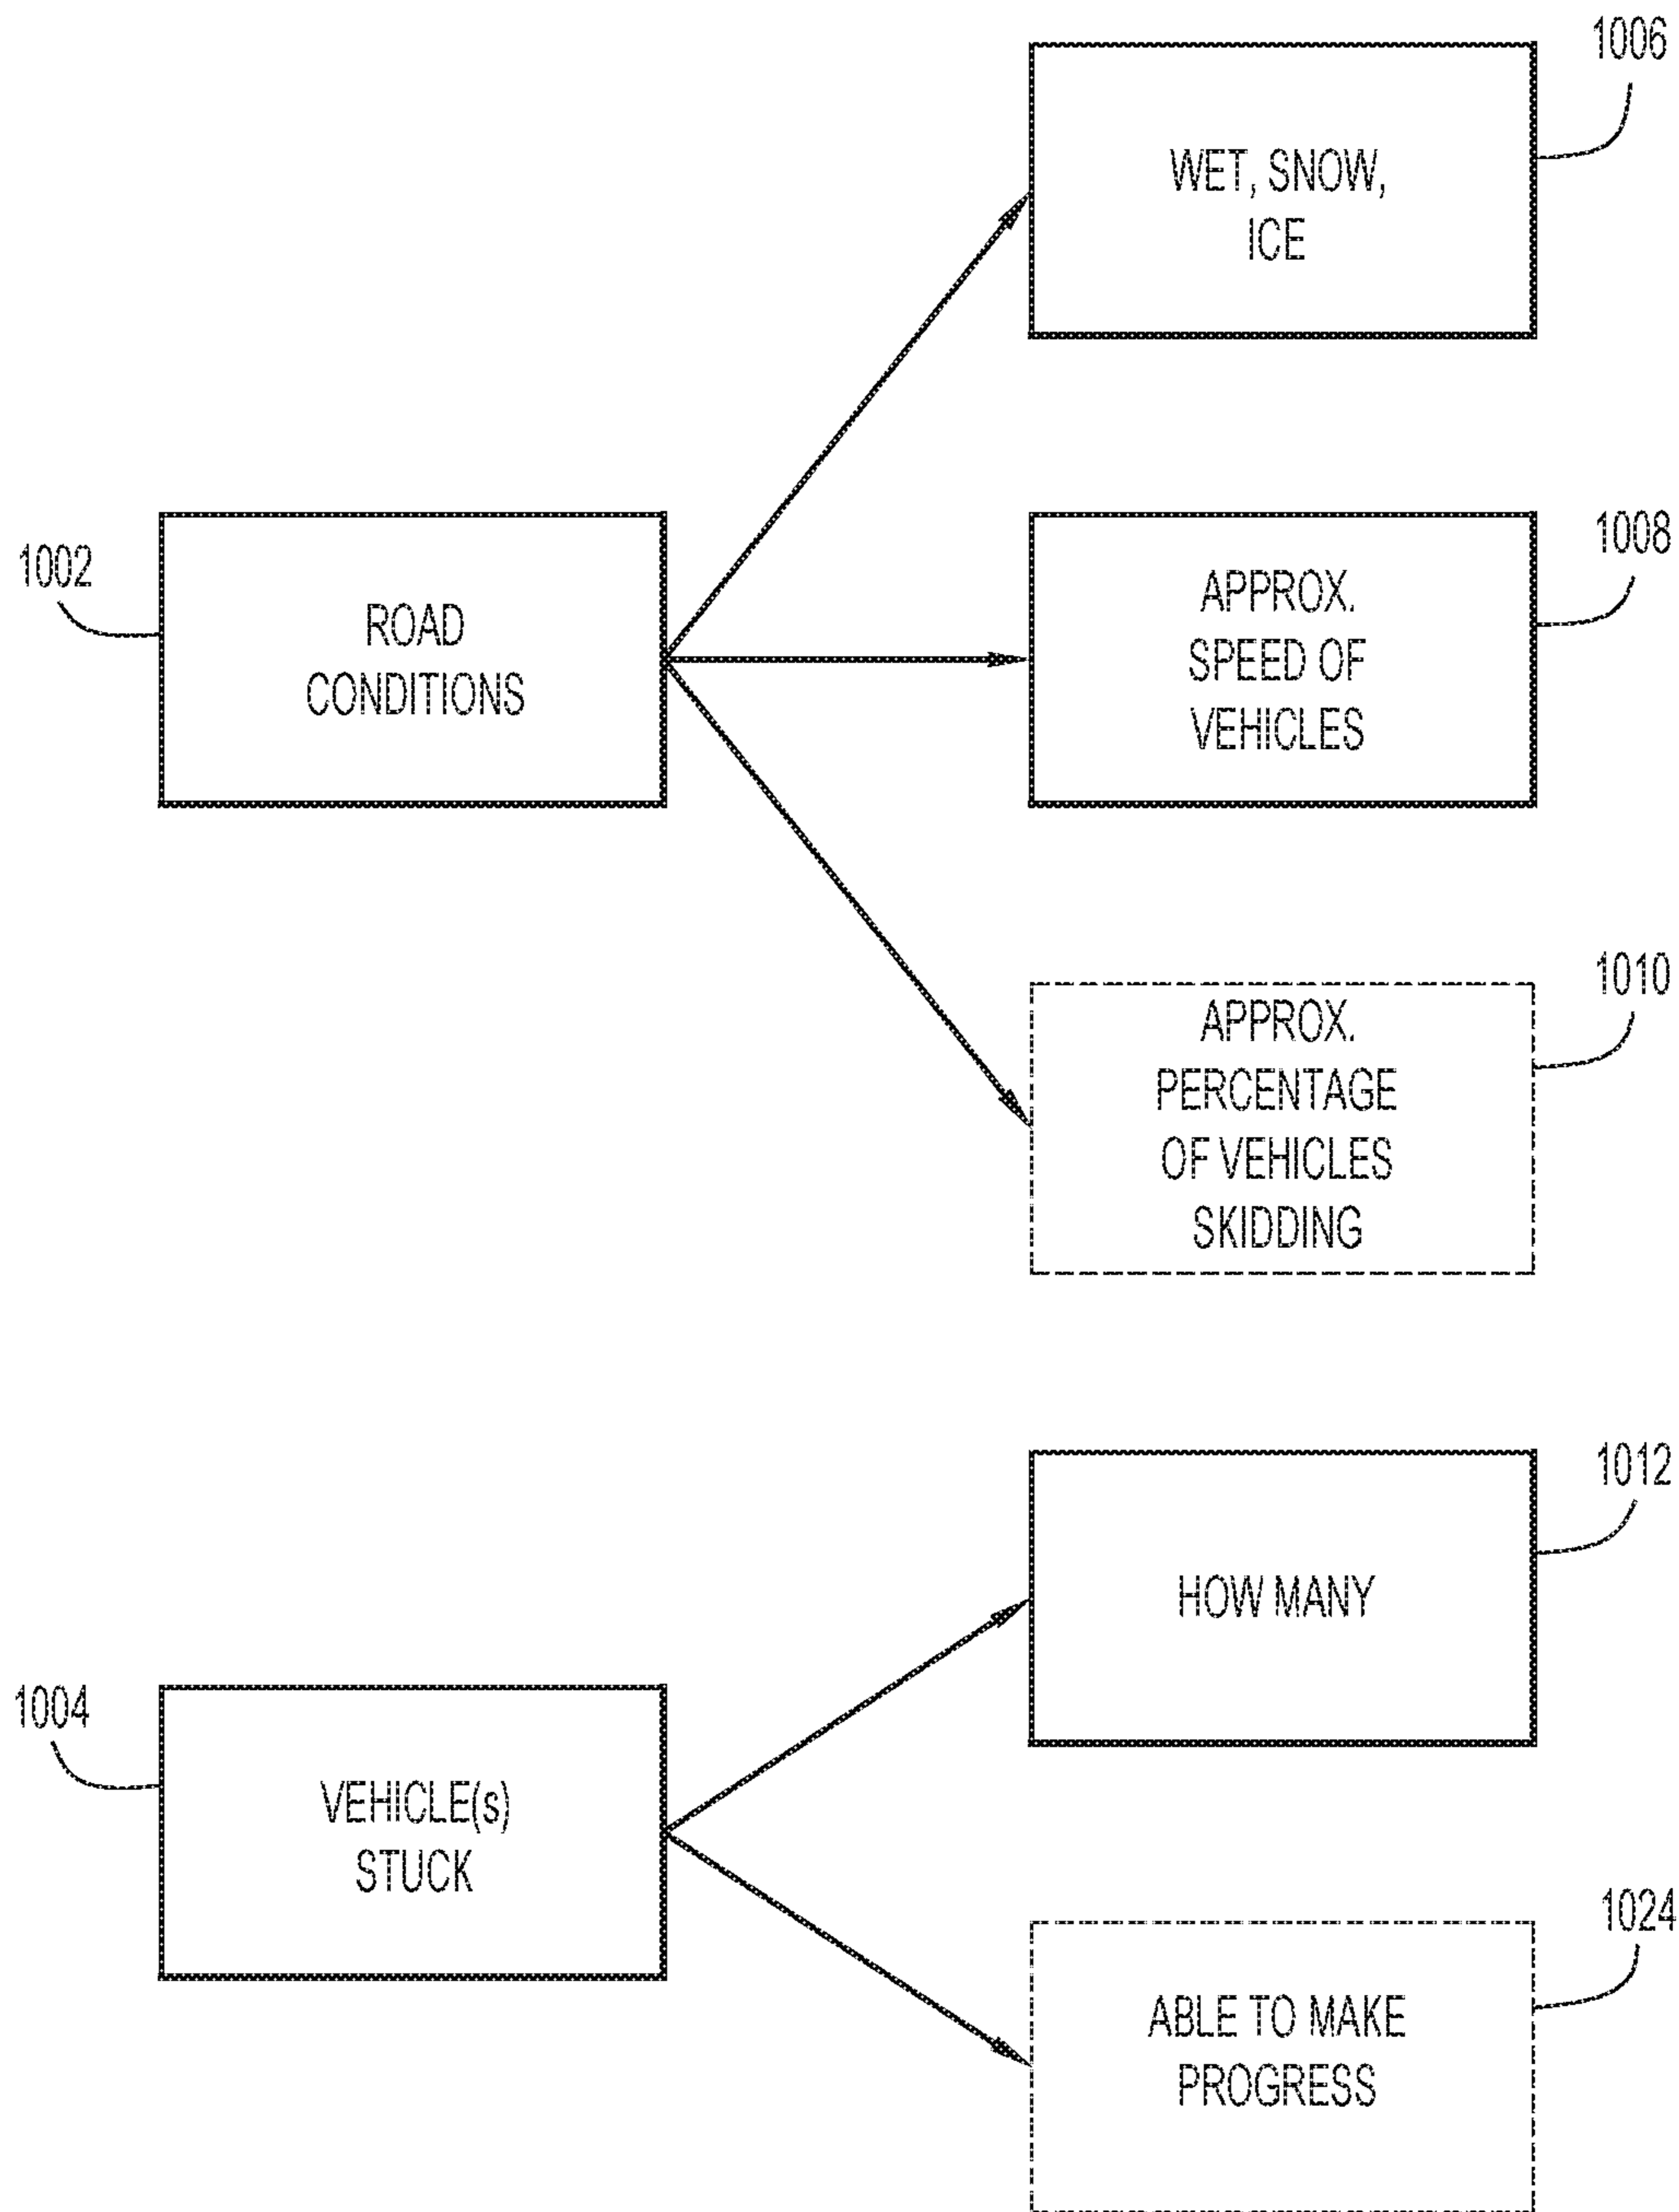 1006
WET, SNOW,
ICE
1002
ROAD
CONDITIONS
1008
APPROX.
SPEED OF
VEHICLES
1010
APPROX.
PERCENTAGE
OF VEHICLES
SKIDDING
1012
HOW MANY
1004
VEHICLE(s)
STUCK
1024
ABLE TO MAKE
PROGRESS